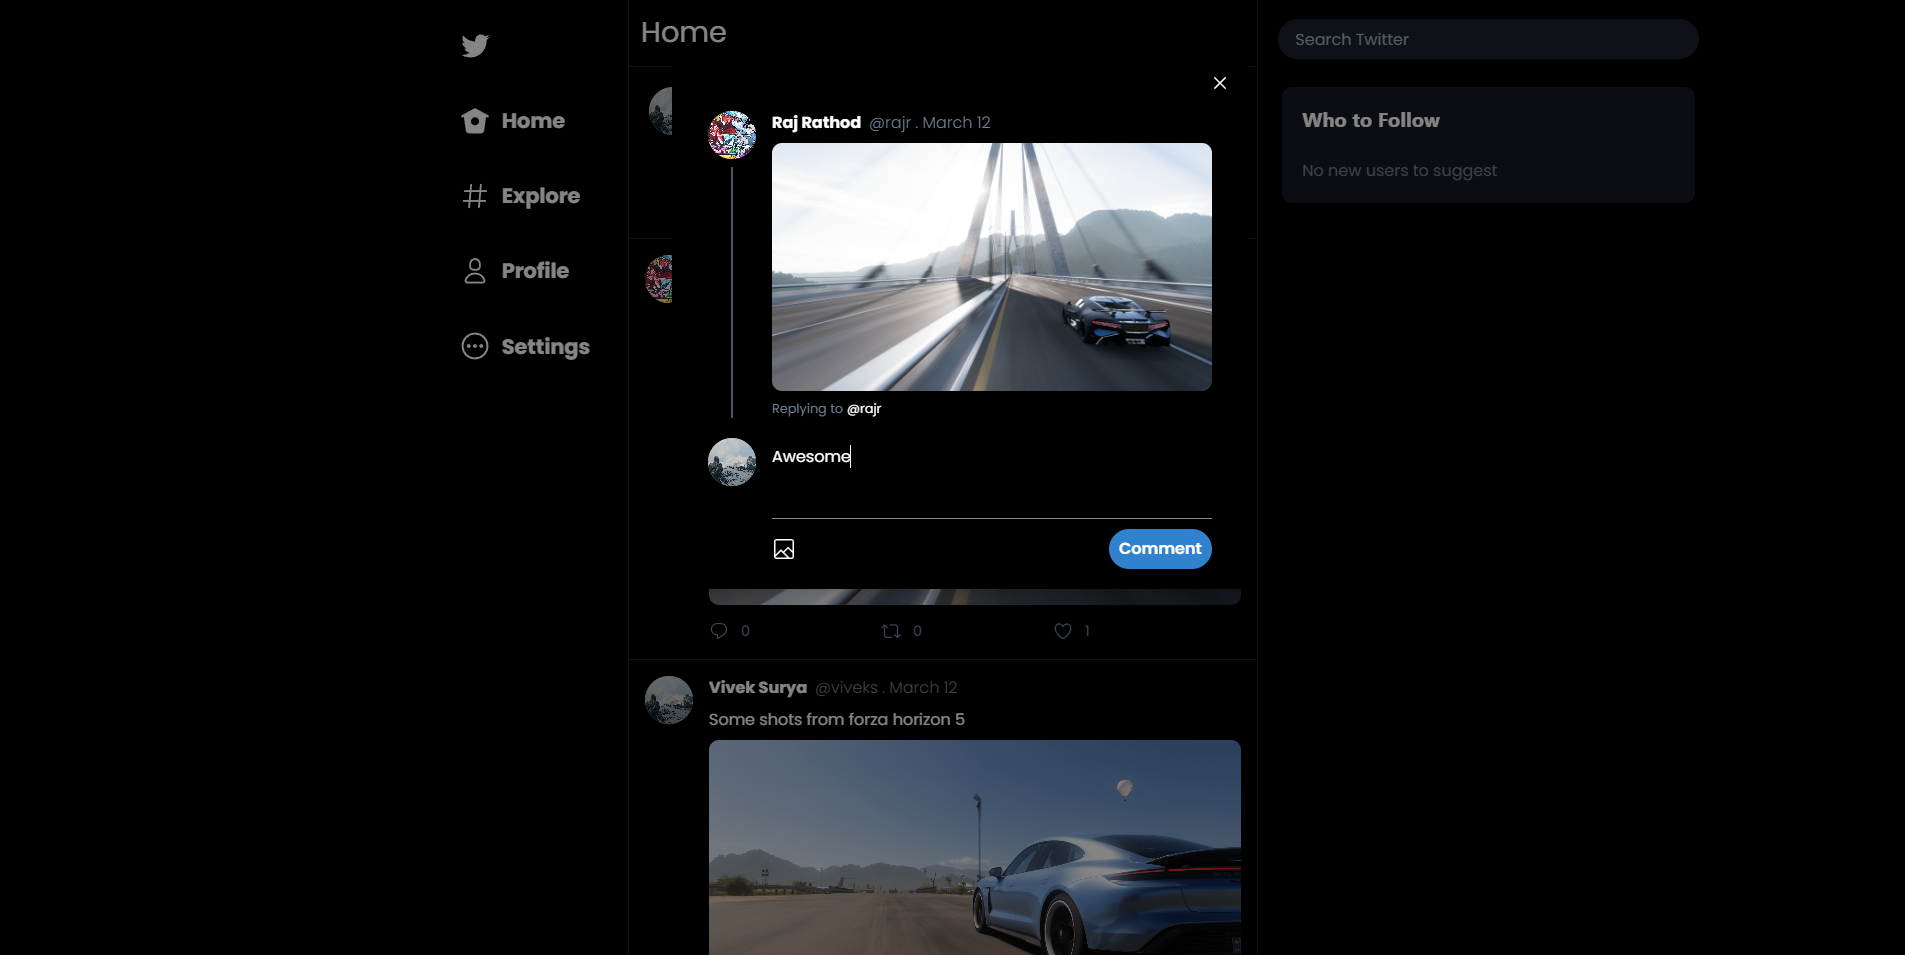 Home
Explore
Profile
Settings
Home
Raj Rathod @rajr . March 12
Replying to @rajr
Awesome
Comment
0 0 1
Vivek Surya @viveks . March 12
Some shots from forza horizon 5
Search Twitter
Who to Follow
No new users to suggest